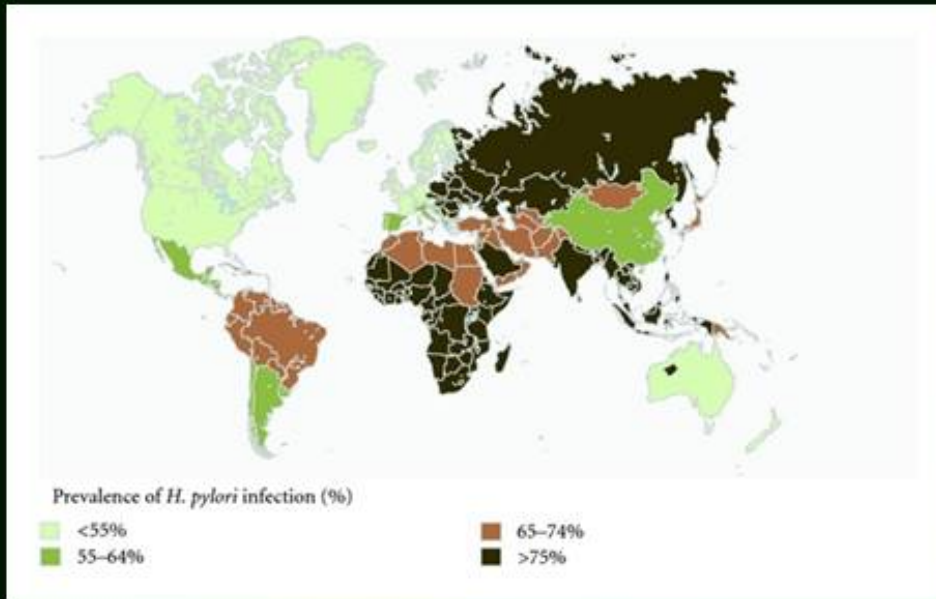 Prevalence of H. pylori infection (%)
<55%
55–64%
65–74%
>75%